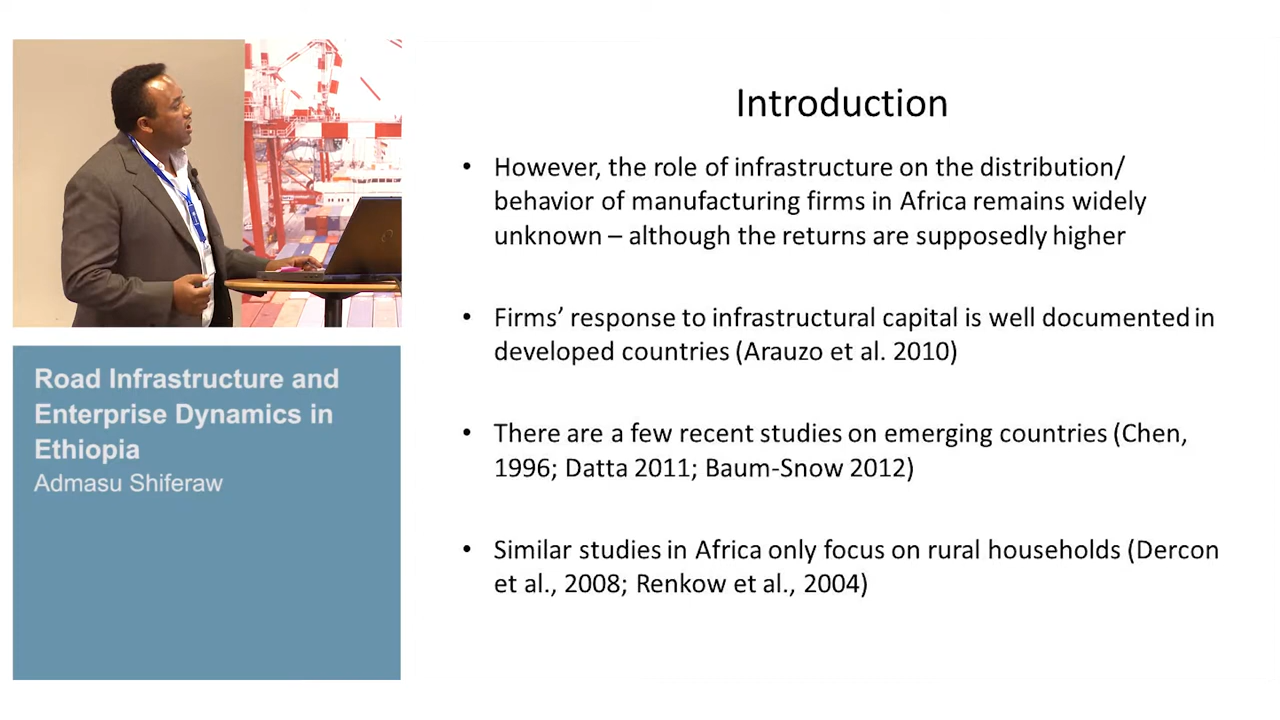 Introduction
• However, the role of infrastructure on the distribution/
behavior of manufacturing firms in Africa remains widely
unknown – although the returns are supposedly higher
• Firms’ response to infrastructural capital is well documented in
developed countries (Arauzo et al. 2010)
• There are a few recent studies on emerging countries (Chen,
1996; Datta 2011; Baum-Snow 2012)
• Similar studies in Africa only focus on rural households (Dercon
et al., 2008; Renkow et al., 2004)
Road Infrastructure and
Enterprise Dynamics in
Ethiopia
Admasu Shiferaw